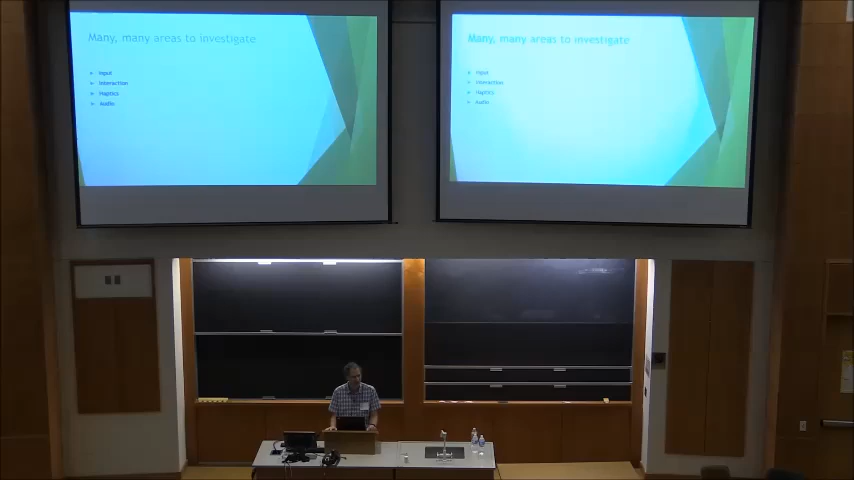 Many, many areas to investigate
Input
Interaction
Haptics
Audio
Many, many areas to investigate
Input
Interaction
Haptics
Audio